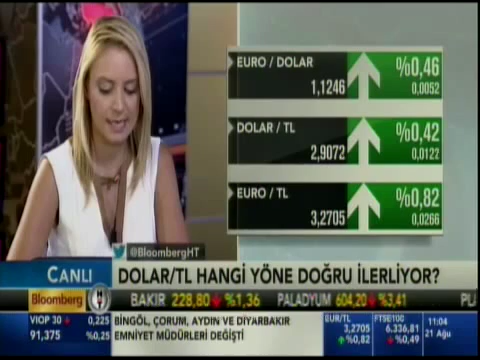 EURO / DOLAR
1,1246
%0,46
0,0052
DOLAR / TL
2,9072
%0,42
0,0122
EURO / TL
3,2705
%0,82
0,0266
@BloombergHT
CANLI
DOLAR/TL HANGİ YÖNE DOĞRU İLERLİYOR?
Bloomberg HT
BAKIR 228,80 %1,36 PALADYUM 604,20 %3,41 PL
VIOP 30 0,225
91,375 %0,25
BİNGÖL, ÇORUM, AYDIN VE DİYARBAKIR
EMNİYET MÜDÜRLERİ DEĞİŞTİ
EUR/TL
3,2705
%0,82
FTSE100
6.336,81
%0,49
11:04
21 Ağu